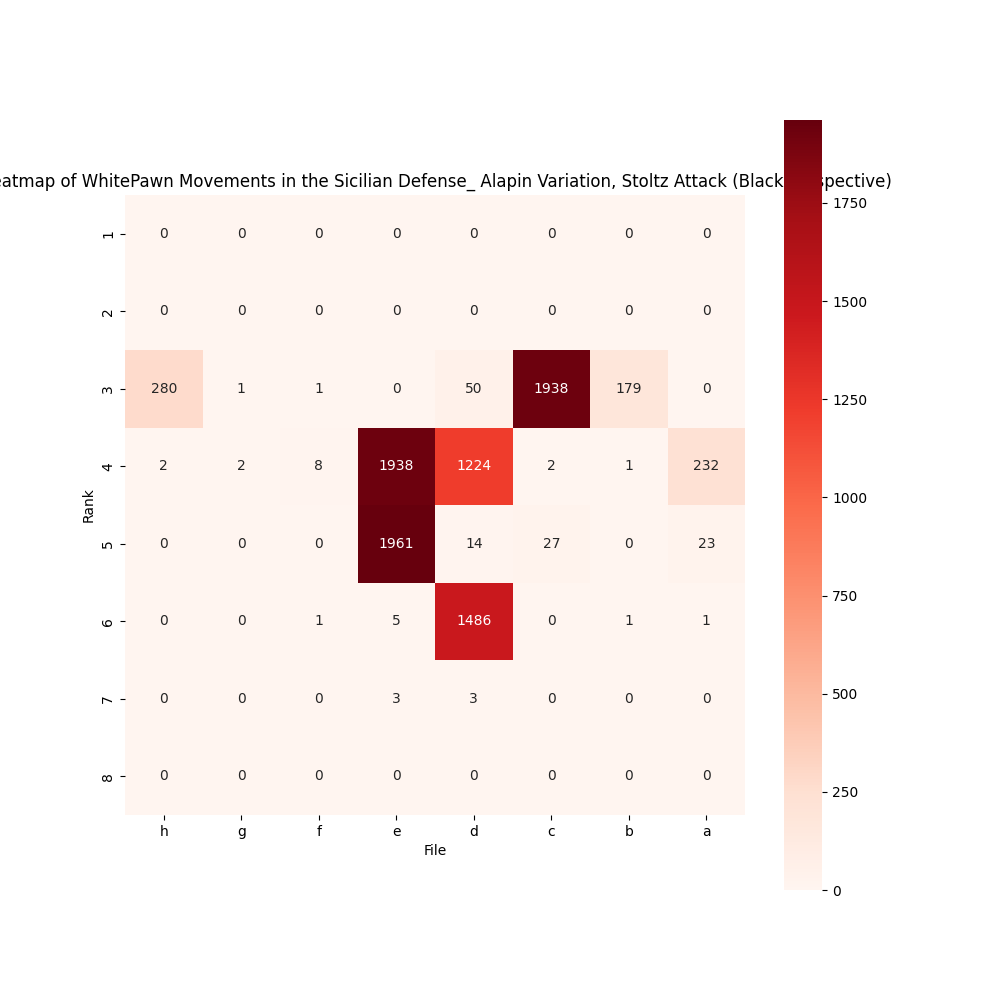 eatmap of WhitePawn Movements in the Sicilian Defense_ Alapin Variation, Stoltz Attack (Black spective)
1 0 0 0 0 0 0 0 0
2 0 0 0 0 0 0 0 0
3 280 1 1 0 50 1938 179 0
4 2 2 8 1938 1224 2 1 232
5 0 0 0 1961 14 27 0 23
6 0 0 1 5 1486 0 1 1
7 0 0 0 3 3 0 0 0
8 0 0 0 0 0 0 0 0
h g f e d c b a
File
Rank
1750
1500
1250
1000
750
500
250
0